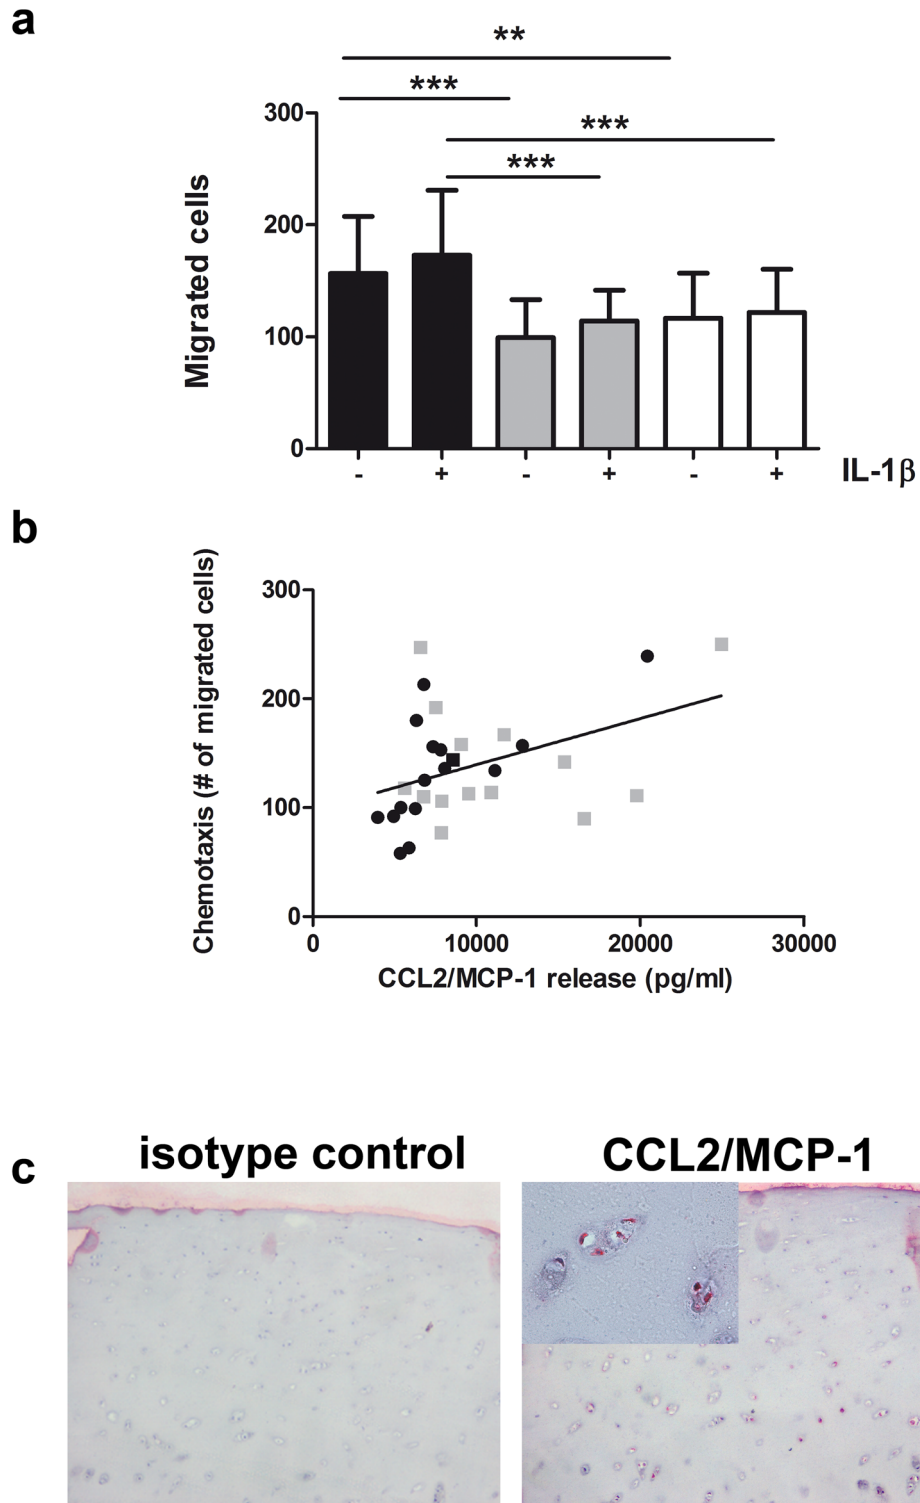 a
**
***
***
***
300
200
100
0
Migrated cells
- + - + - + IL-1β
b
Chemotaxis (# of migrated cells)
300
200
100
0
0 10000 20000 30000
CCL2/MCP-1 release (pg/ml)
c
isotype control CCL2/MCP-1